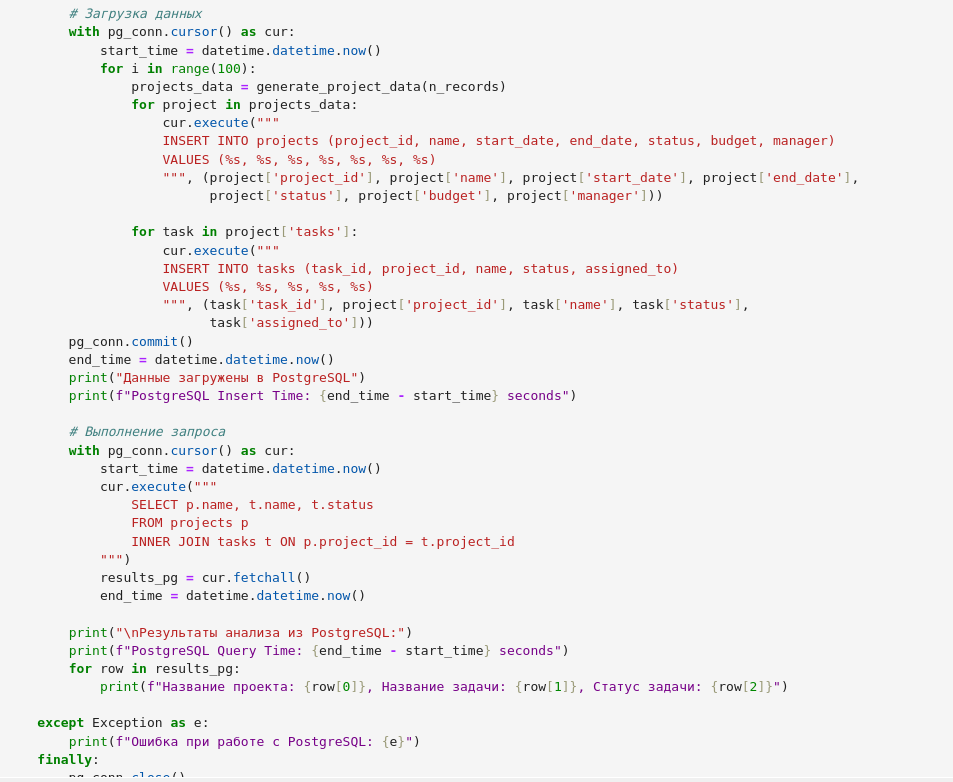 # Загрузка данных
        with pg_conn.cursor() as cur:
            start_time = datetime.datetime.now()
            for i in range(100):
                projects_data = generate_project_data(n_records)
                for project in projects_data:
                    cur.execute("""
                    INSERT INTO projects (project_id, name, start_date, end_date, status, budget, manager)
                    VALUES (%s, %s, %s, %s, %s, %s, %s)
                    """, (project['project_id'], project['name'], project['start_date'], project['end_date'],
                          project['status'], project['budget'], project['manager']))

                for task in project['tasks']:
                    cur.execute("""
                    INSERT INTO tasks (task_id, project_id, name, status, assigned_to)
                    VALUES (%s, %s, %s, %s, %s)
                    """, (task['task_id'], project['project_id'], task['name'], task['status'],
                          task['assigned_to']))
        pg_conn.commit()
        end_time = datetime.datetime.now()
        print("Данные загружены в PostgreSQL")
        print(f"PostgreSQL Insert Time: {end_time - start_time} seconds")

        # Выполнение запроса
        with pg_conn.cursor() as cur:
            start_time = datetime.datetime.now()
            cur.execute("""
                SELECT p.name, t.name, t.status
                FROM projects p
                INNER JOIN tasks t ON p.project_id = t.project_id
            """)
            results_pg = cur.fetchall()
            end_time = datetime.datetime.now()

        print("\nРезультаты анализа из PostgreSQL:")
        print(f"PostgreSQL Query Time: {end_time - start_time} seconds")
        for row in results_pg:
            print(f"Название проекта: {row[0]}, Название задачи: {row[1]}, Статус задачи: {row[2]}")

    except Exception as e:
        print(f"Ошибка при работе с PostgreSQL: {e}")
    finally:
        pg_conn.close()